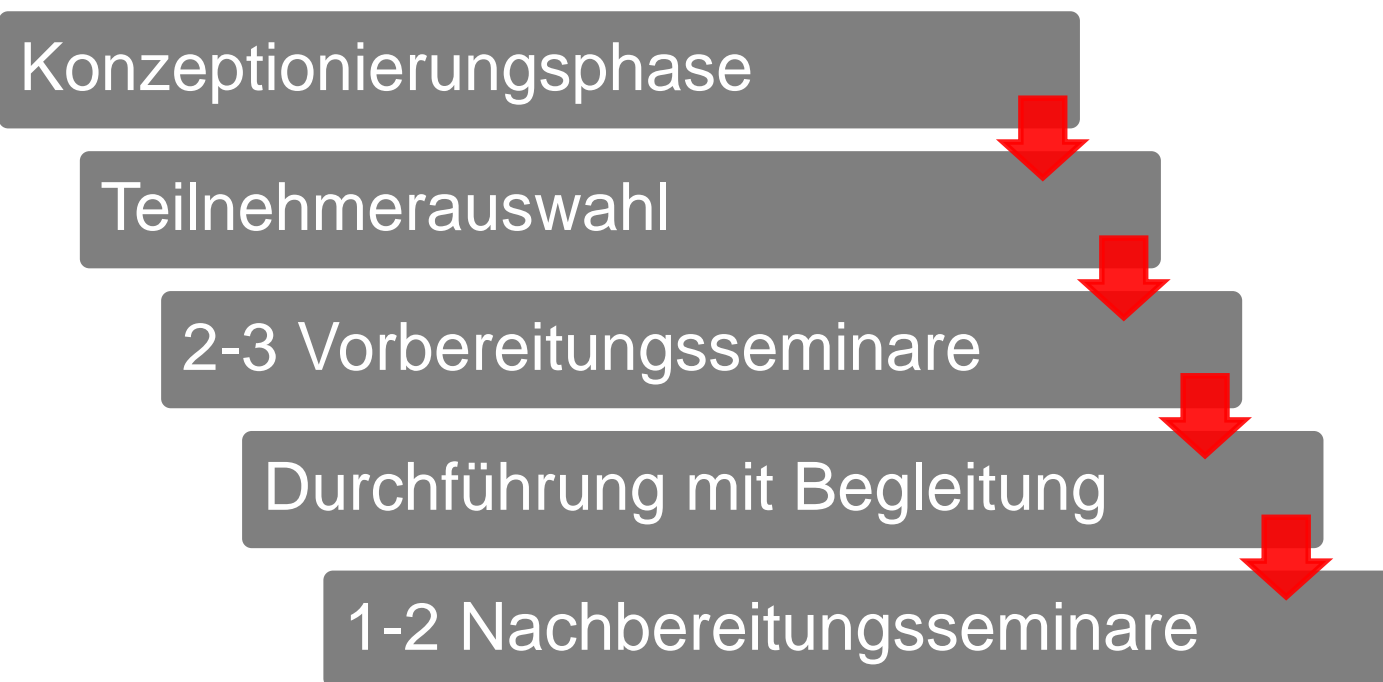 Konzeptionierungsphase
Teilnehmerauswahl
2-3 Vorbereitungsseminare
Durchführung mit Begleitung
1-2 Nachbereitungsseminare